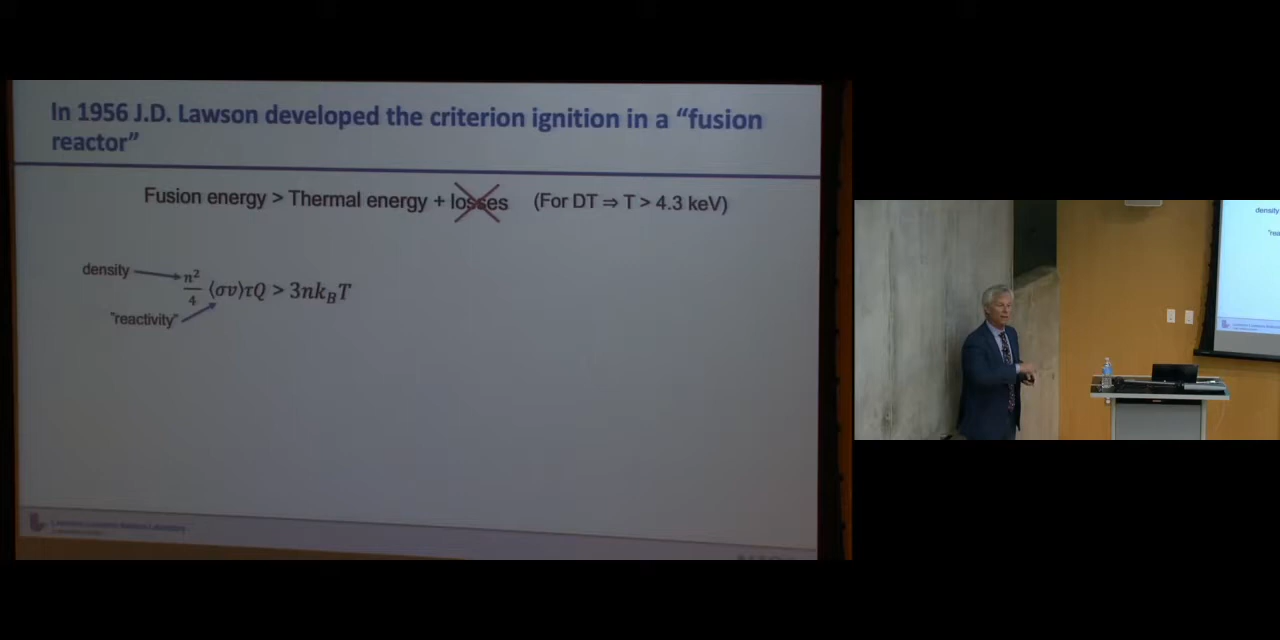 In 1956 J.D. Lawson developed the criterion ignition in a “fusion
reactor”
Fusion energy > Thermal energy + losses (For DT ⇒ T > 4.3 keV)
density
n²/4 ⟨σv⟩τQ > 3nk_BT
"reactivity"
density